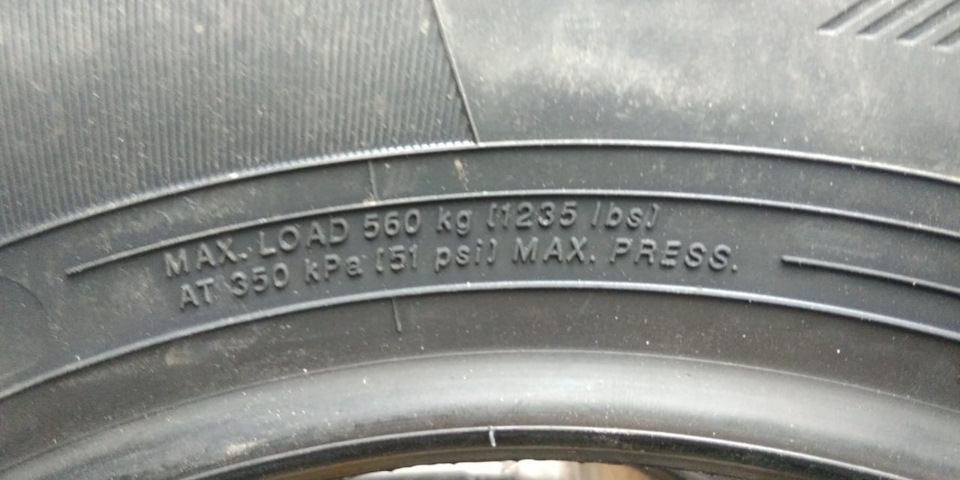 MAX. LOAD 560 kg [1235 lbs]
AT 350 kPa [51 psi] MAX. PRESS.